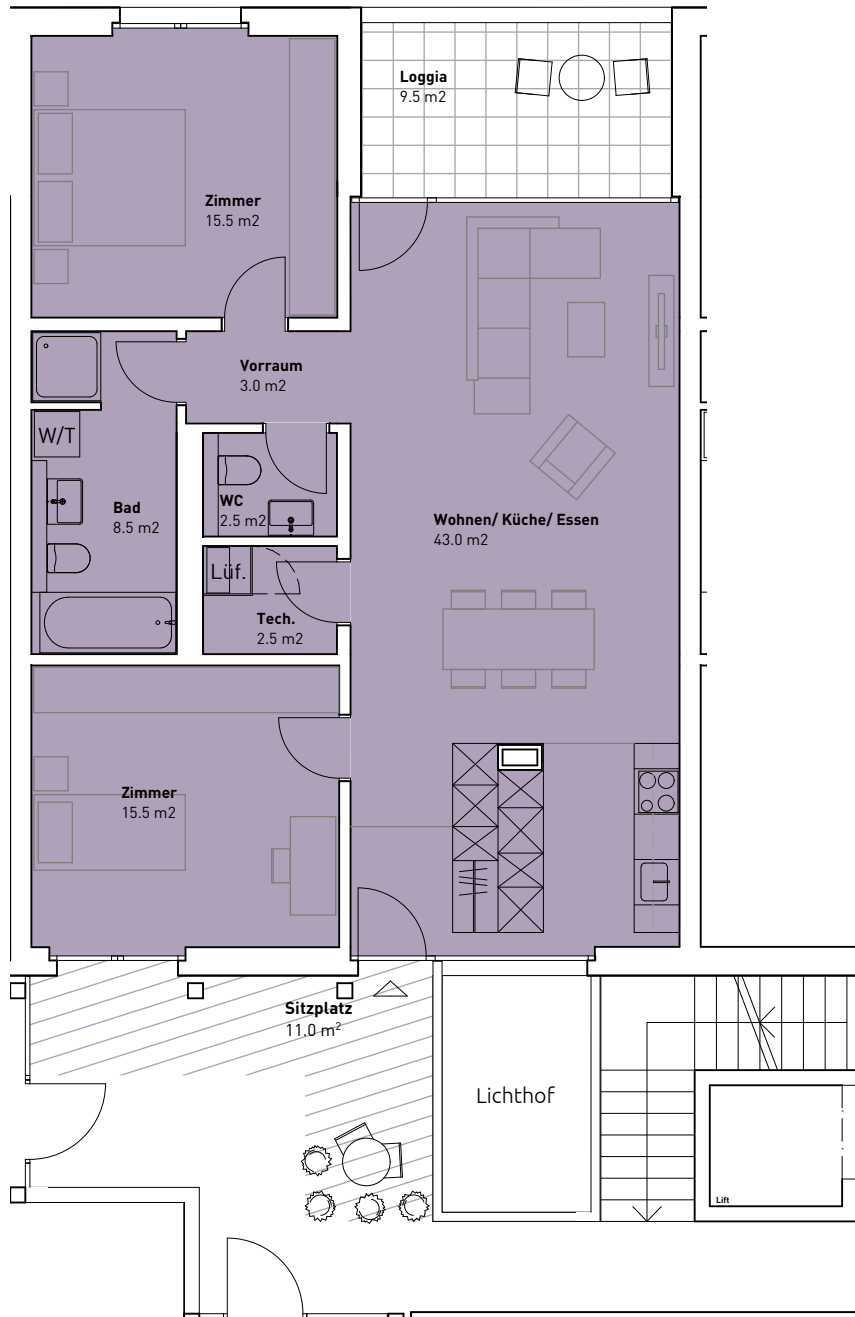 Loggia
9.5 m2
Zimmer
15.5 m2
Vorraum
3.0 m2
W/T
WC
2.5 m2
Bad
8.5 m2
Wohnen/ Küche/ Essen
43.0 m2
Lüf.
Tech.
2.5 m2
Zimmer
15.5 m2
Sitzplatz
11.0 m²
Lichthof
Lift